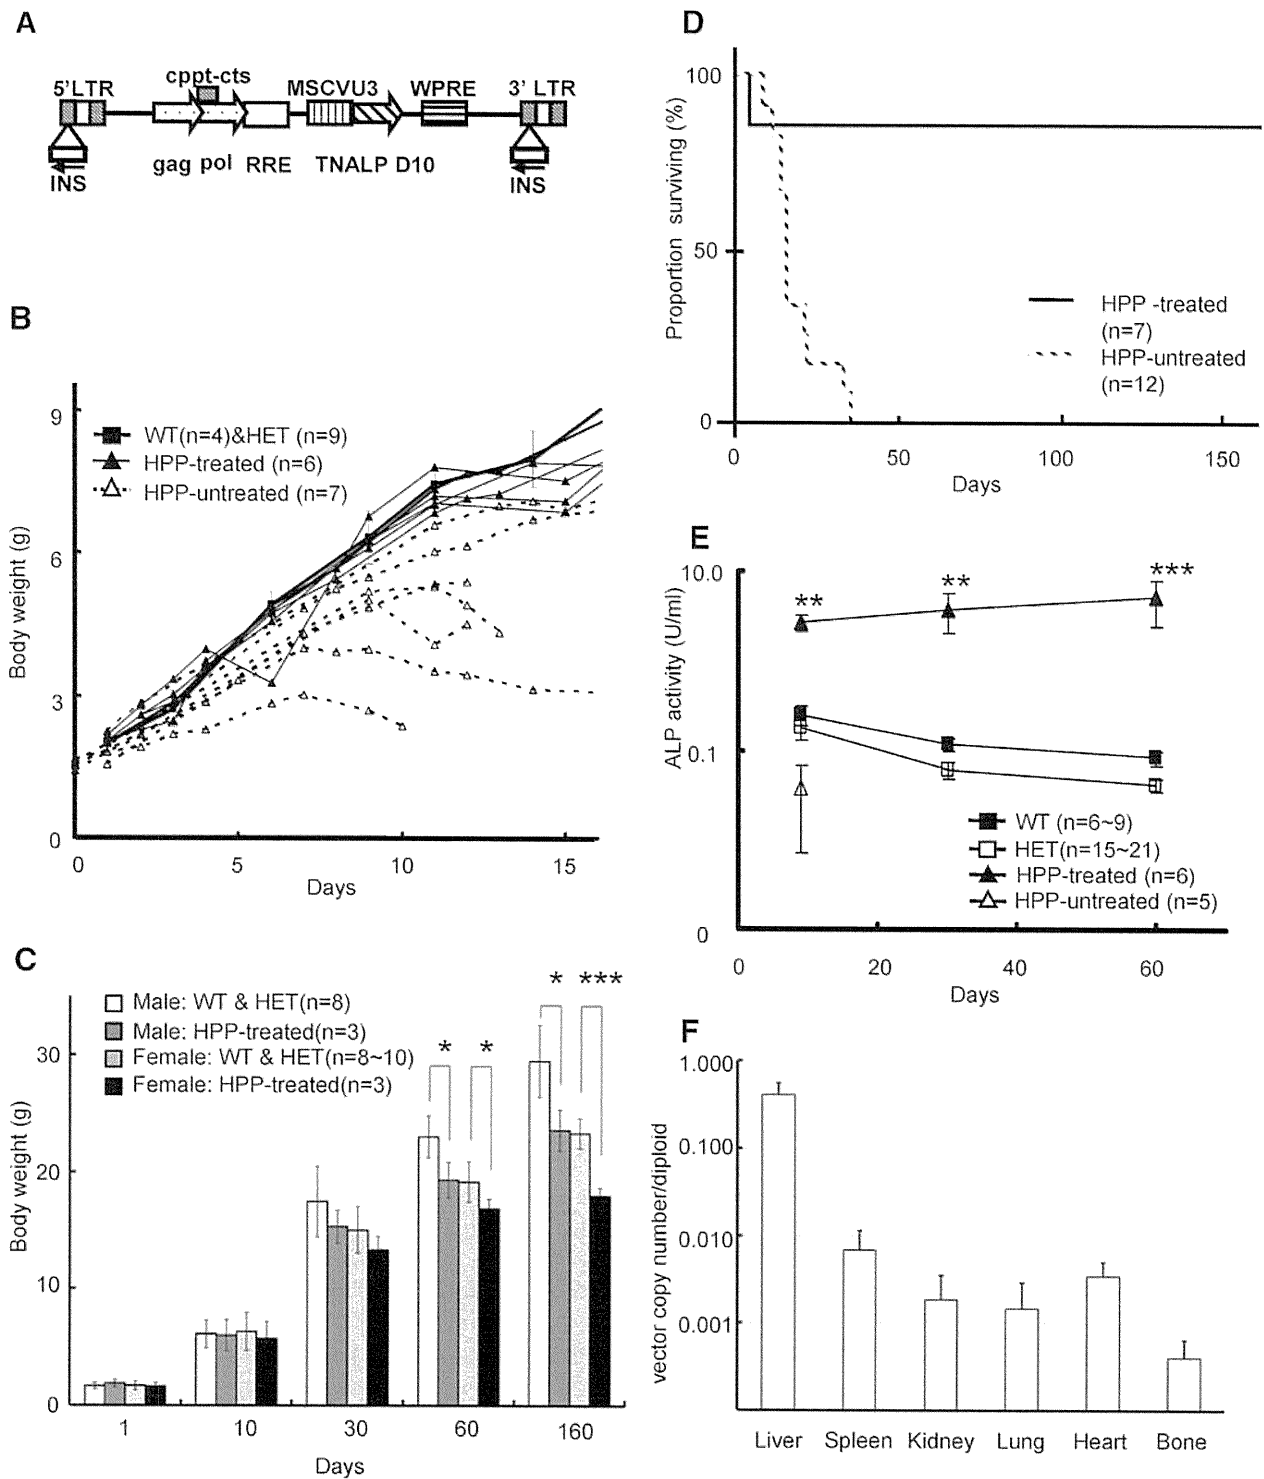 A
cppt-cts
5'LTR MSCVU3 WPRE 3' LTR
gag pol RRE TNALP D10
INS INS
B
9
6
3
0
Body weight (g)
WT(n=4)&HET (n=9)
HPP-treated (n=6)
HPP-untreated (n=7)
0 5 10 15
Days
C
30
20
10
0
Body weight (g)
Male: WT & HET(n=8)
Male: HPP-treated(n=3)
Female: WT & HET(n=8~10)
Female: HPP-treated(n=3)
* ***
* *
1 10 30 60 160
Days
D
100
50
0
Proportion surviving (%)
HPP -treated
(n=7)
HPP-untreated
(n=12)
0 50 100 150
Days
E
10.0
0.1
0
ALP activity (U/ml)
** ** ***
WT (n=6~9)
HET(n=15~21)
HPP-treated (n=6)
HPP-untreated (n=5)
0 20 40 60
Days
F
1.000
0.100
0.010
0.001
vector copy number/diploid
Liver Spleen Kidney Lung Heart Bone